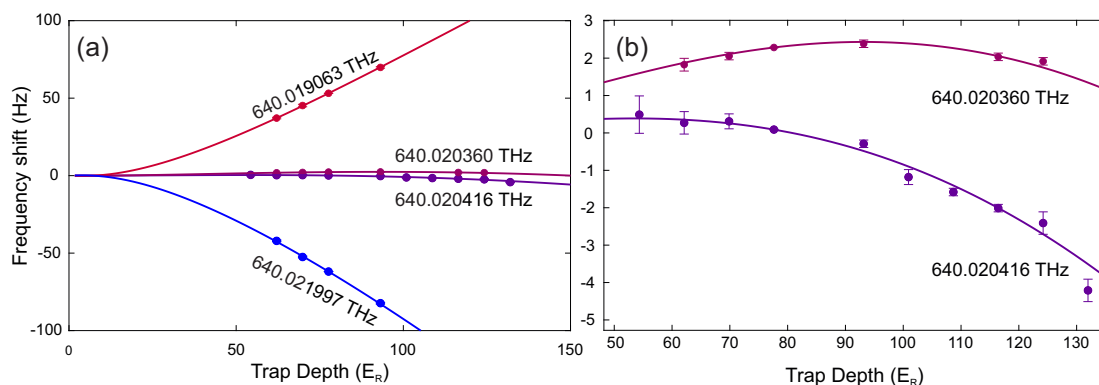 (a)
100
50
0
-50
-100
Frequency shift (Hz)
640.019063 THz
640.020360 THz
640.020416 THz
640.021997 THz
0
50
100
150
Trap Depth (E_R)
(b)
3
2
1
0
-1
-2
-3
-4
-5
640.020360 THz
640.020416 THz
50
60
70
80
90
100
110
120
130
Trap Depth (E_R)